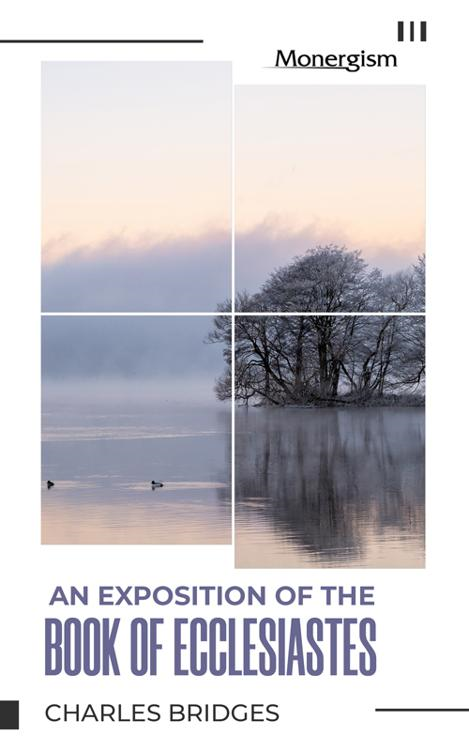 Monergism
AN EXPOSITION OF THE
BOOK OF ECCLESIASTES
CHARLES BRIDGES